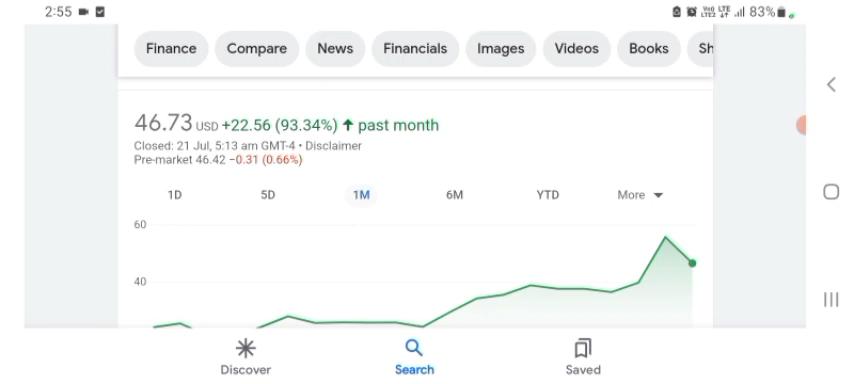 2:55 83%
Finance Compare News Financials Images Videos Books Sh
46.73 USD +22.56 (93.34%) ↑ past month
Closed: 21 Jul, 5:13 am GMT-4 • Disclaimer
Pre-market 46.42 −0.31 (0.66%)
1D 5D 1M 6M YTD More
60
40
Discover Search Saved